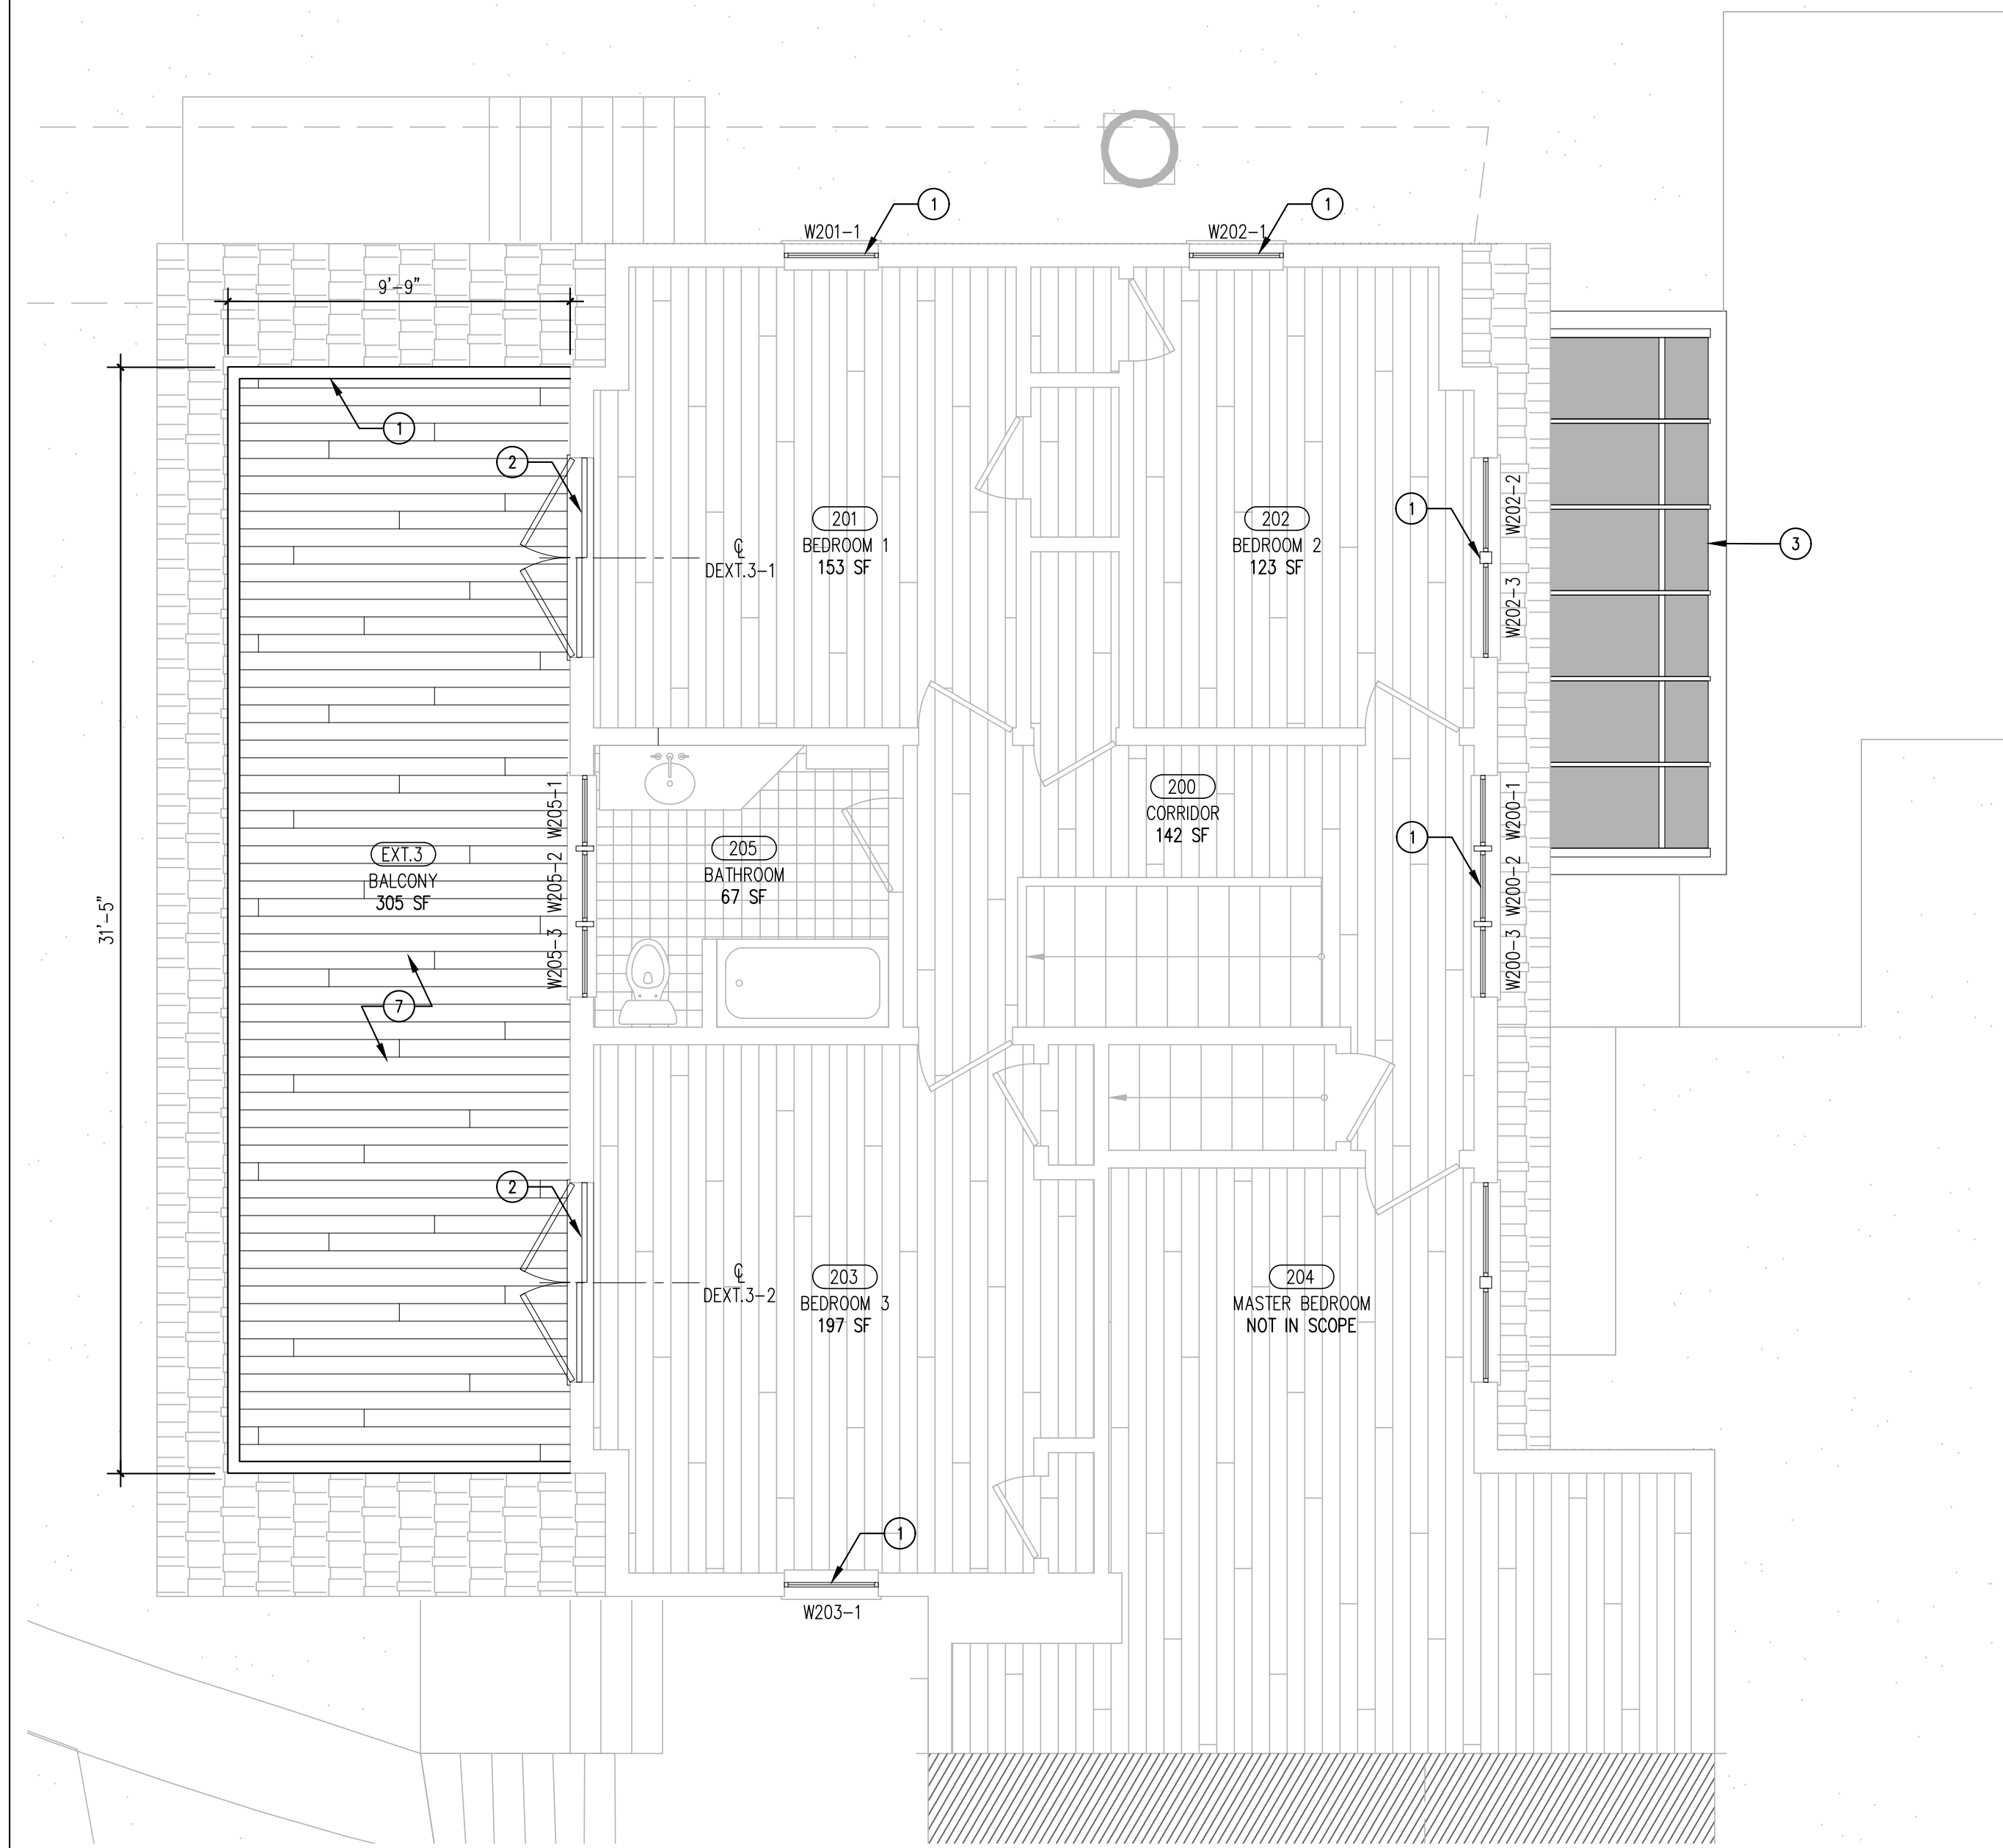 1
1
W201-1
W202-1
9'-9"
1
2
201
BEDROOM 1
153 SF
℄
DEXT.3-1
202
BEDROOM 2
123 SF
1
W202-2
W202-3
3
200
CORRIDOR
142 SF
1
W200-1
W200-2
W200-3
W205-1
W205-2
W205-3
205
BATHROOM
67 SF
EXT.3
BALCONY
305 SF
31'-5"
7
2
℄
DEXT.3-2
203
BEDROOM 3
197 SF
204
MASTER BEDROOM
NOT IN SCOPE
1
W203-1